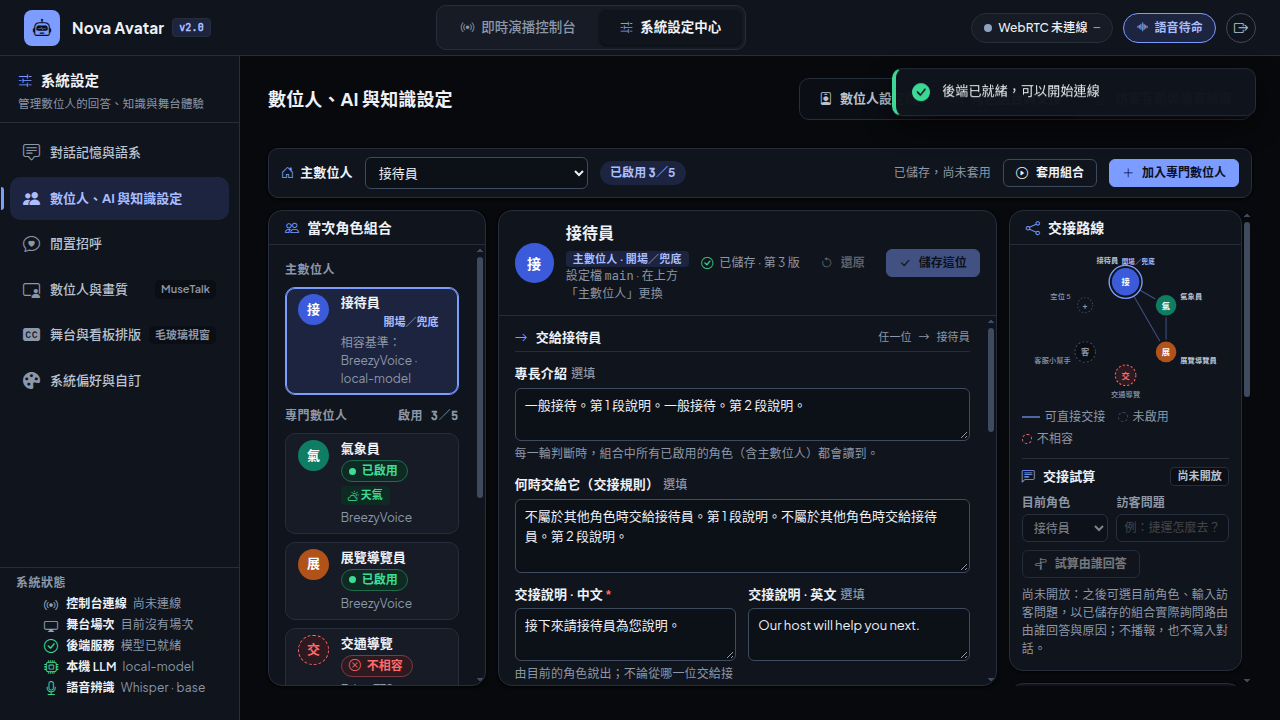 Nova Avatar v2.0
即時演播控制台
系統設定中心
WebRTC 未連線 –
語音待命
系統設定
管理數位人的回答、知識與舞台體驗
對話記憶與語系
數位人、AI 與知識設定
閒置招呼
數位人與畫質 MuseTalk
舞台與看板排版 毛玻璃視窗
系統偏好與自訂
系統狀態
控制台連線 尚未連線
舞台場次 目前沒有場次
後端服務 模型已就緒
本機 LLM local-model
語音辨識 Whisper · base
數位人、AI 與知識設定
數位人設
後端已就緒，可以開始連線
主數位人
接待員
已啟用 3／5
已儲存，尚未套用
套用組合
加入專門數位人
當次角色組合
主數位人
接
接待員
開場／兜底
相容基準：
BreezyVoice ·
local-model
專門數位人 啟用 3／5
氣
氣象員
已啟用
天氣
BreezyVoice
展
展覽導覽員
已啟用
BreezyVoice
交
交通導覽
不相容
接
接待員
主數位人 · 開場／兜底
設定檔 main · 在上方
「主數位人」更換
已儲存 · 第 3 版
還原
儲存這位
交給接待員
任一位 → 接待員
專長介紹 選填
一般接待。第 1 段說明。一般接待。第 2 段說明。
每一輪判斷時，組合中所有已啟用的角色（含主數位人）都會讀到。
何時交給它（交接規則） 選填
不屬於其他角色時交給接待員。第 1 段說明。不屬於其他角色時交給接待
員。第 2 段說明。
交接說明 · 中文 *
接下來請接待員為您說明。
交接說明 · 英文 選填
Our host will help you next.
由目前的角色說出；不論從哪一位交給接
交接路線
接待員 開場／兜底
接
空位 5
+
氣
氣象員
客服小幫手
客
展
展覽導覽員
交
交通導覽
可直接交接
未啟用
不相容
交接試算 尚未開放
目前角色
訪客問題
接待員
例：捷運怎麼去？
試算由誰回答
尚未開放：之後可選目前角色、輸入訪
客問題，以已儲存的組合實際詢問路由
由誰回答與原因；不播報，也不寫入對
話。